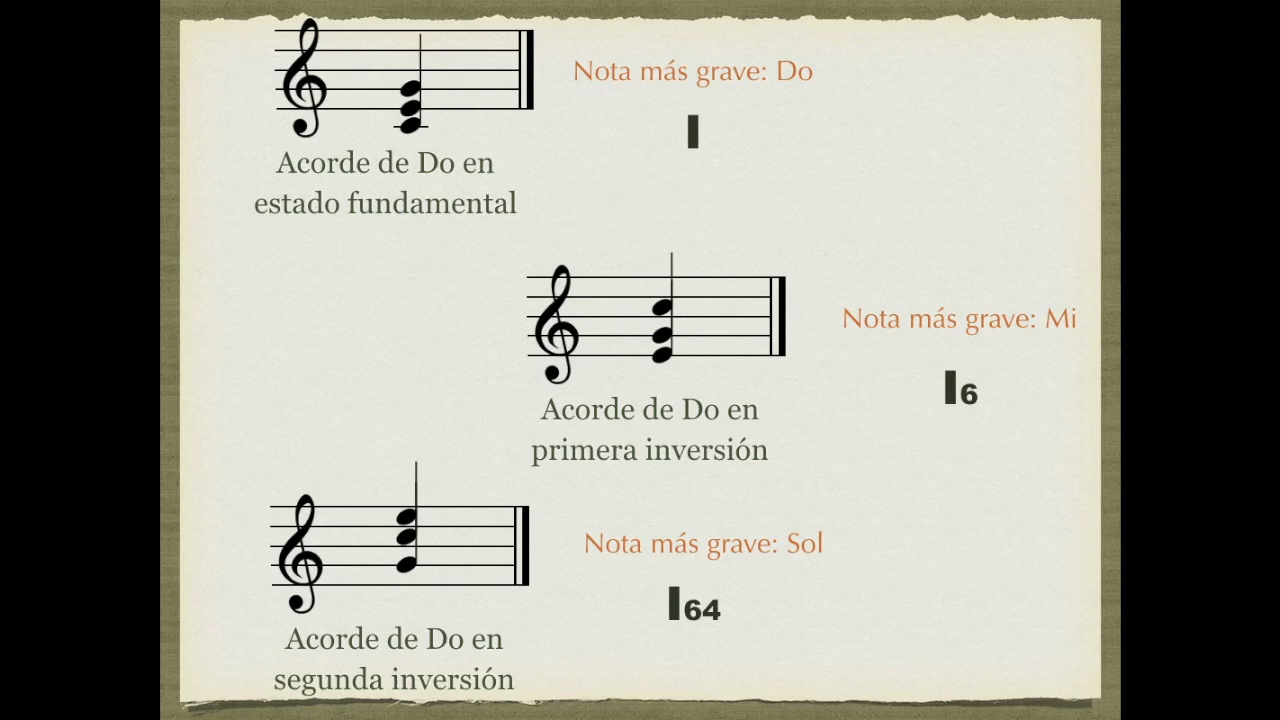 Nota más grave: Do
I
Acorde de Do en
estado fundamental
Nota más grave: Mi
I6
Acorde de Do en
primera inversión
Nota más grave: Sol
I64
Acorde de Do en
segunda inversión